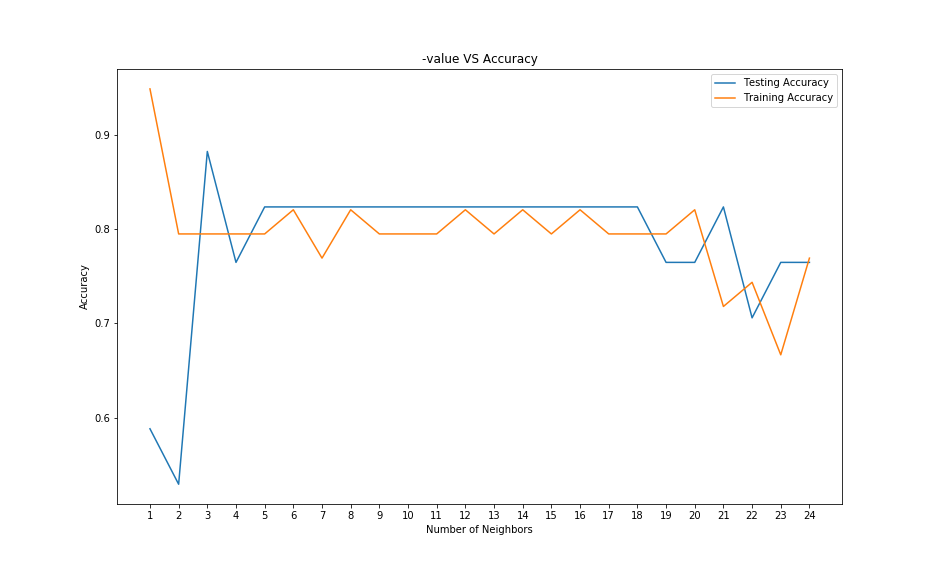 -value VS Accuracy
Testing Accuracy
Training Accuracy
Accuracy
0.9
0.8
0.7
0.6
1 2 3 4 5 6 7 8 9 10 11 12 13 14 15 16 17 18 19 20 21 22 23 24
Number of Neighbors